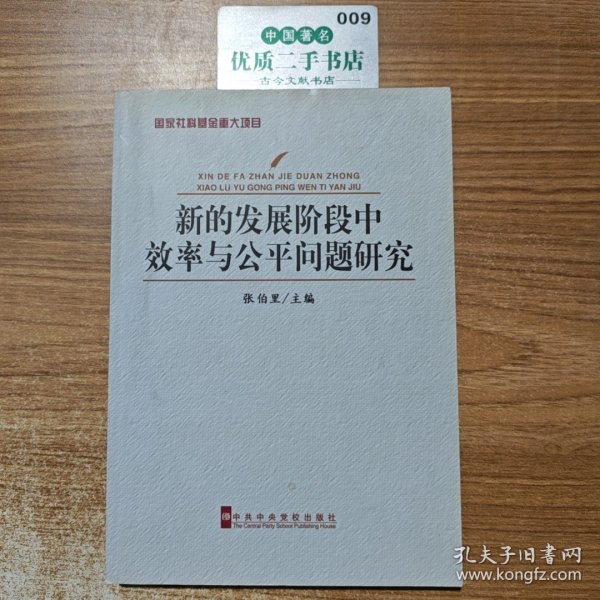 009
中国著名
优质二手书店
古今文献书店
国家社科基金重大项目
XIN DE FA ZHAN JIE DUAN ZHONG
XIAO LÜ YU GONG PING WEN TI YAN JIU
新的发展阶段中
效率与公平问题研究
张伯里/主编
中共中央党校出版社
The Central Party School Publishing House
孔夫子旧书网
www.kongfz.com